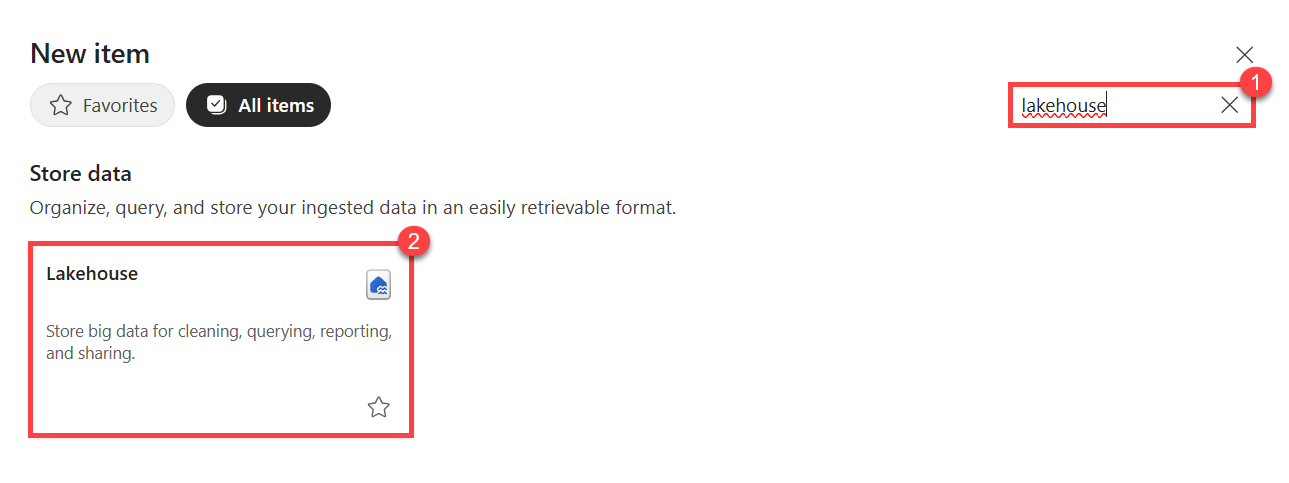 New item
Favorites
All items
1
lakehouse
Store data
Organize, query, and store your ingested data in an easily retrievable format.
2
Lakehouse
Store big data for cleaning, querying, reporting,
and sharing.